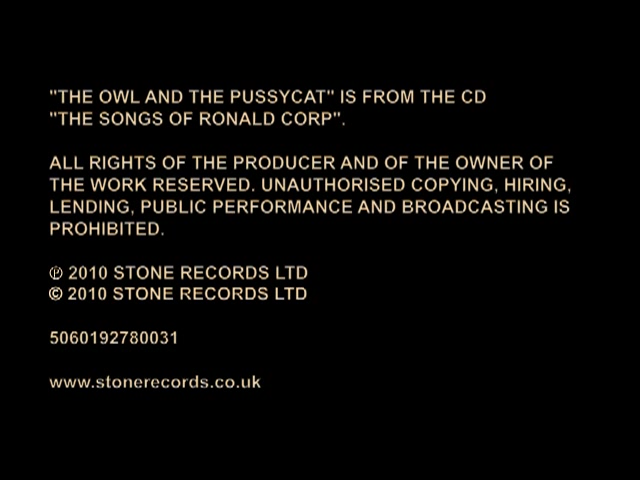 "THE OWL AND THE PUSSYCAT" IS FROM THE CD
"THE SONGS OF RONALD CORP".
ALL RIGHTS OF THE PRODUCER AND OF THE OWNER OF
THE WORK RESERVED. UNAUTHORISED COPYING, HIRING,
LENDING, PUBLIC PERFORMANCE AND BROADCASTING IS
PROHIBITED.
℗ 2010 STONE RECORDS LTD
© 2010 STONE RECORDS LTD
5060192780031
www.stonerecords.co.uk